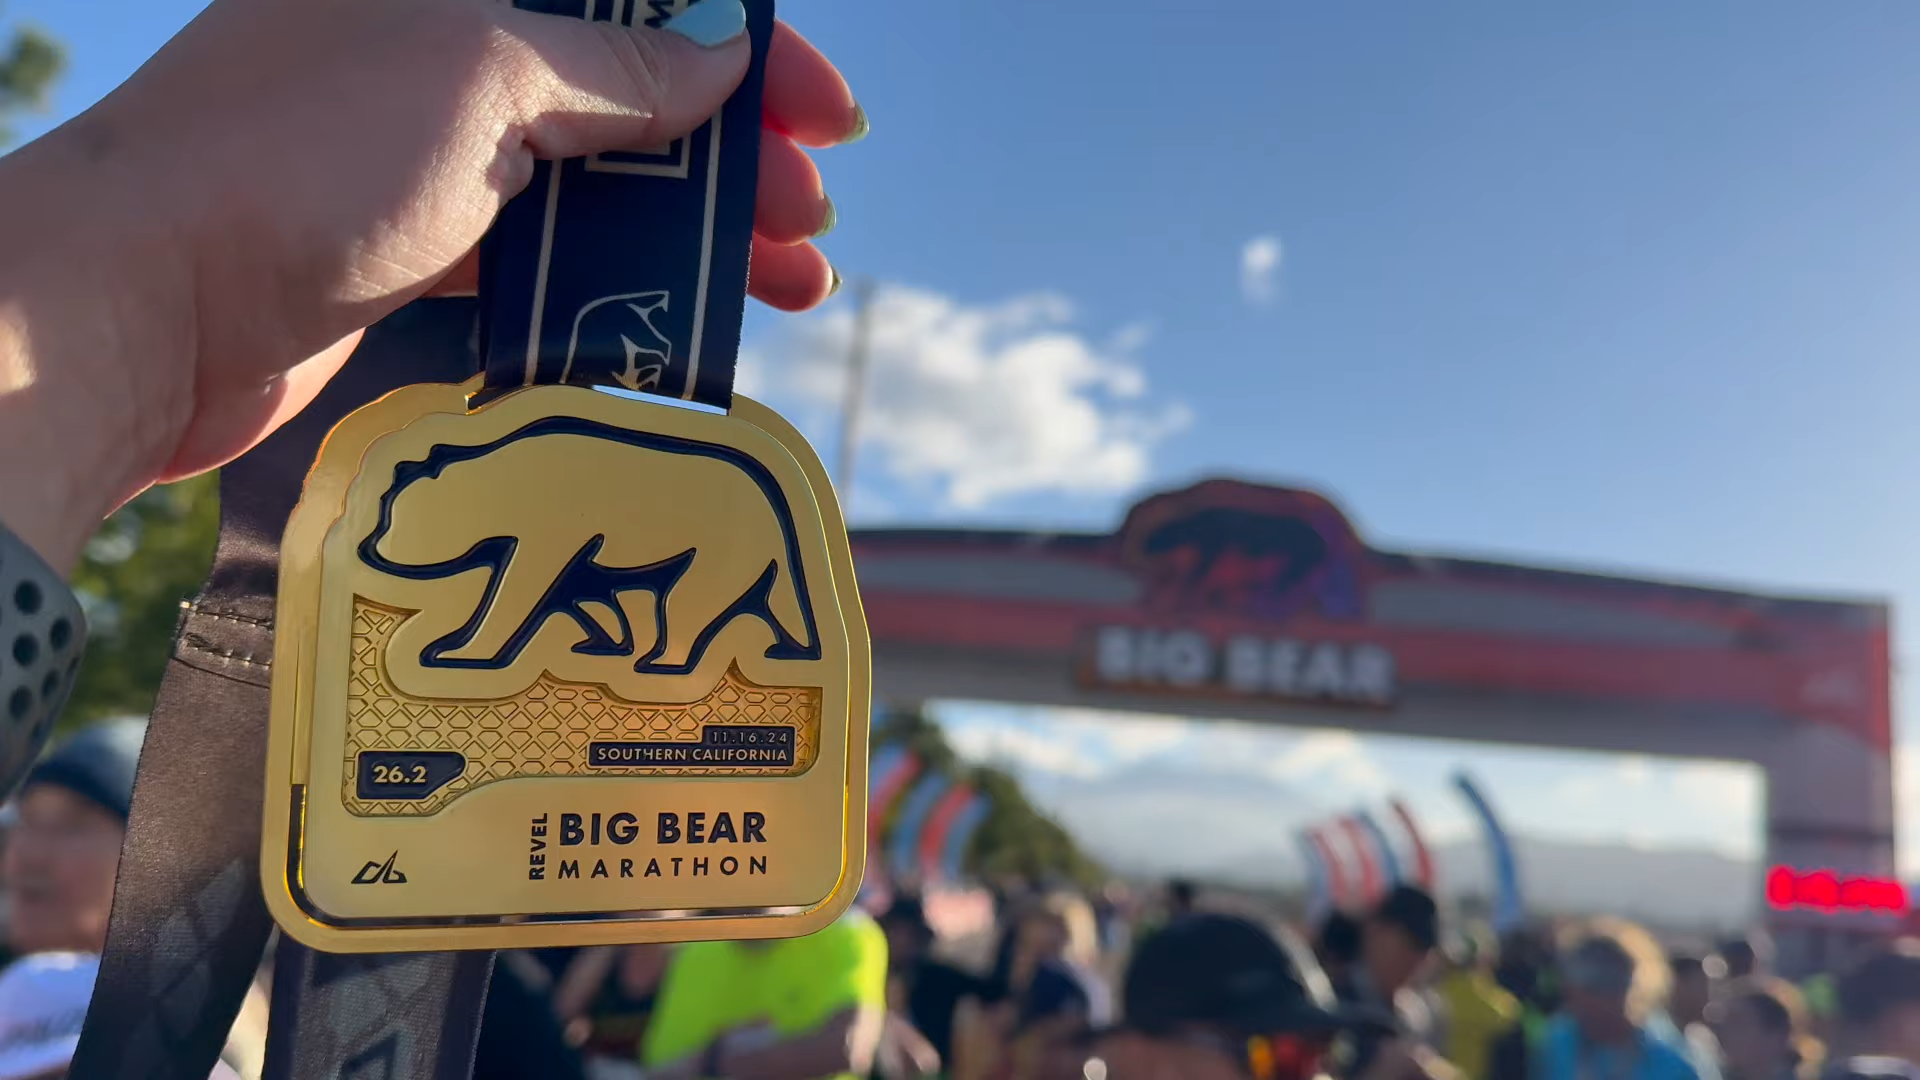 11.16.24
SOUTHERN CALIFORNIA
26.2
REVEL
BIG BEAR
MARATHON
BIG BEAR